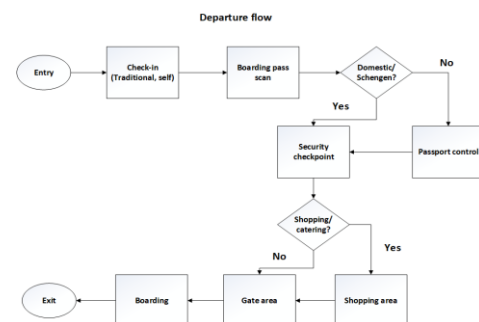 Departure flow
Entry
Check-in
(Traditional, self)
Boarding pass
scan
Domestic/
Schengen?
No
Yes
Security
checkpoint
Passport control
Shopping/
catering?
No
Yes
Exit
Boarding
Gate area
Shopping area